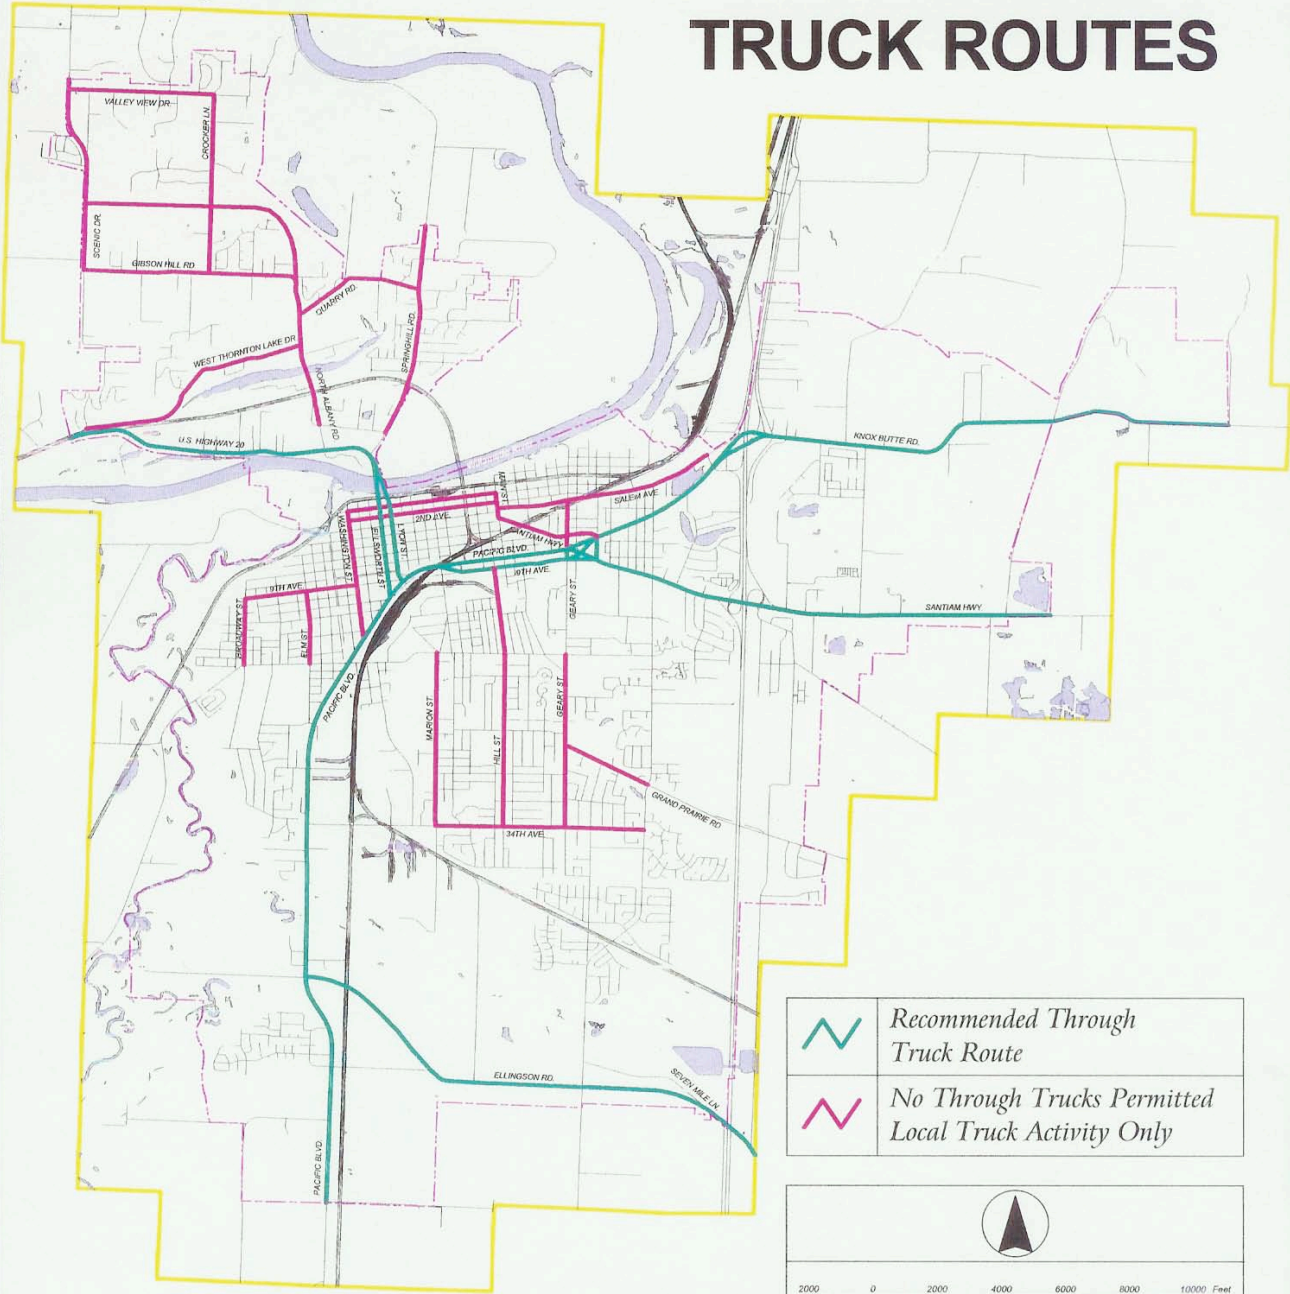 TRUCK ROUTES
VALLEY VIEW DR.
CROCKER LN.
SCENIC DR.
GIBSON HILL RD
QUARRY RD.
SPRINGHILL RD.
WEST THORNTON LAKE DR
NORTH ALBANY RD
U.S. HIGHWAY 20
KNOX BUTTE RD.
MAIN ST.
SALEM AVE
2ND AVE
WASHINGTON ST
ELLSWORTH ST
LYON ST
SANTIAM HWY
PACIFIC BLVD.
9TH AVE
9TH AVE
GEARY ST.
BROADWAY ST
ELM ST
SANTIAM HWY
PACIFIC BLVD
MARION ST.
HILL ST
GEARY ST.
GRAND PRAIRIE RD
34TH AVE
ELLINGSON RD.
SEVEN MILE LN.
PACIFIC BLVD.
Recommended Through
Truck Route
No Through Trucks Permitted
Local Truck Activity Only
2000 0 2000 4000 6000 8000 10000 Feet